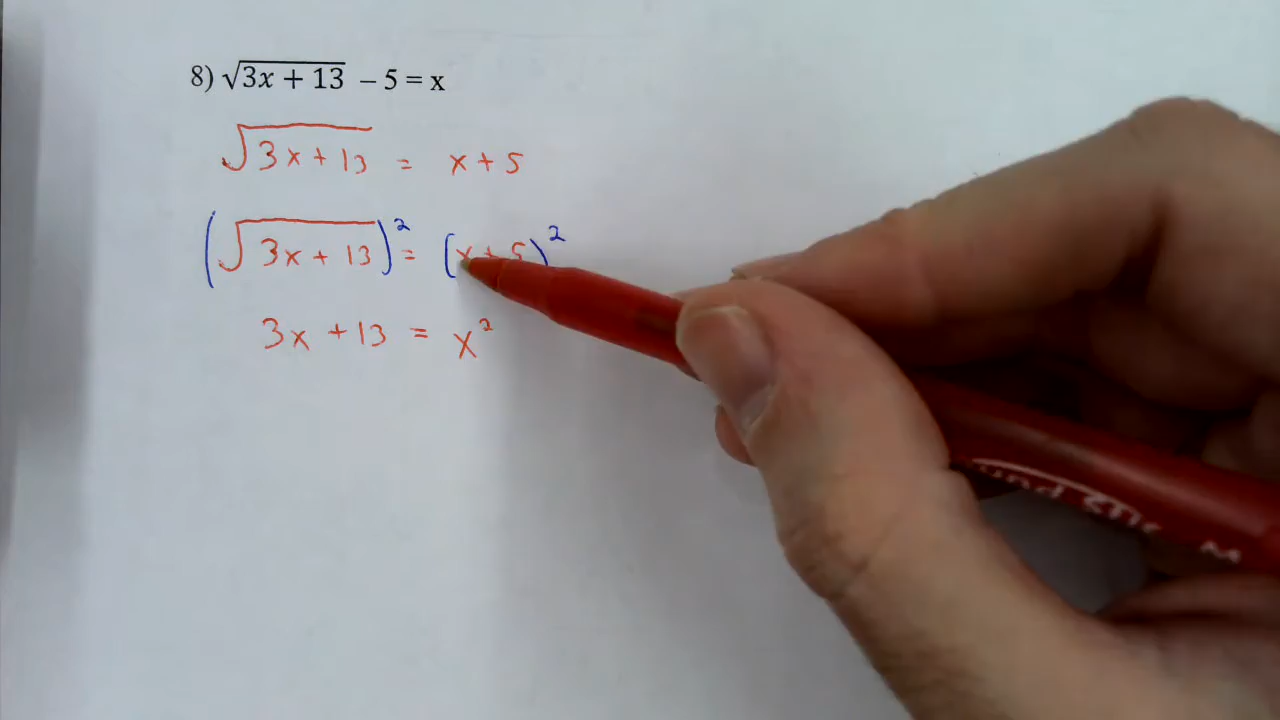 8) √3x + 13 − 5 = x
√3x + 13 = x + 5
(√3x + 13)² = (x + 5)²
3x + 13 = x²